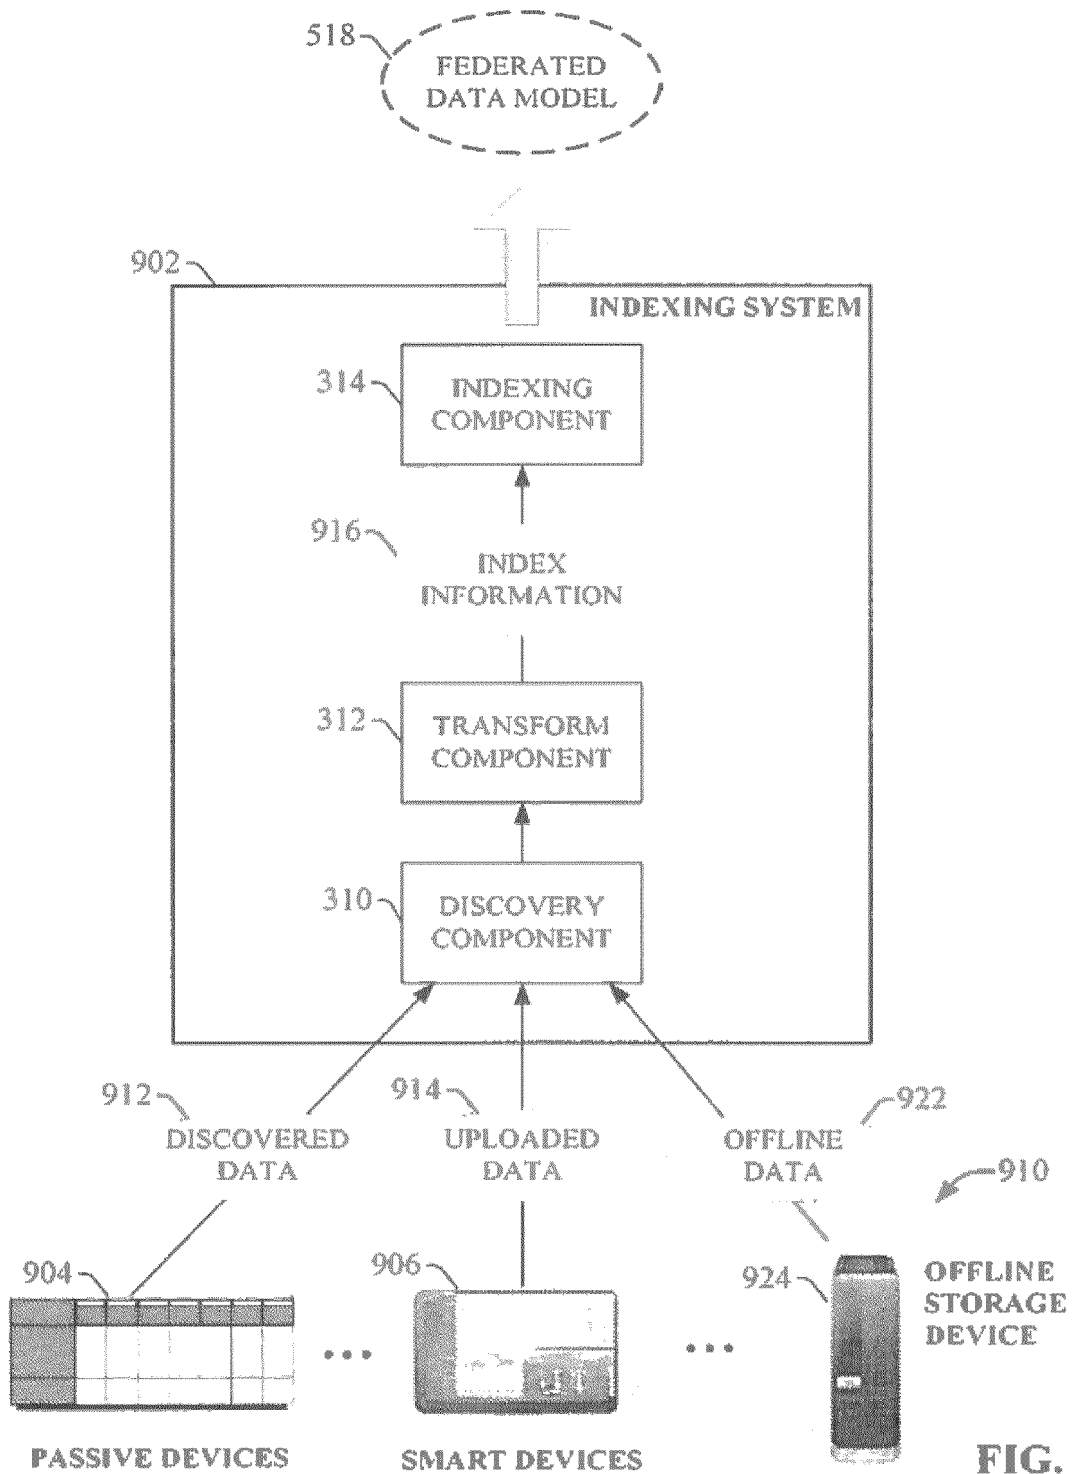 518
FEDERATED
DATA MODEL
902
INDEXING SYSTEM
314
INDEXING
COMPONENT
916
INDEX
INFORMATION
312
TRANSFORM
COMPONENT
310
DISCOVERY
COMPONENT
912
914
922
DISCOVERED
DATA
UPLOADED
DATA
OFFLINE
DATA
910
904
906
924
OFFLINE
STORAGE
DEVICE
PASSIVE DEVICES
SMART DEVICES
FIG.